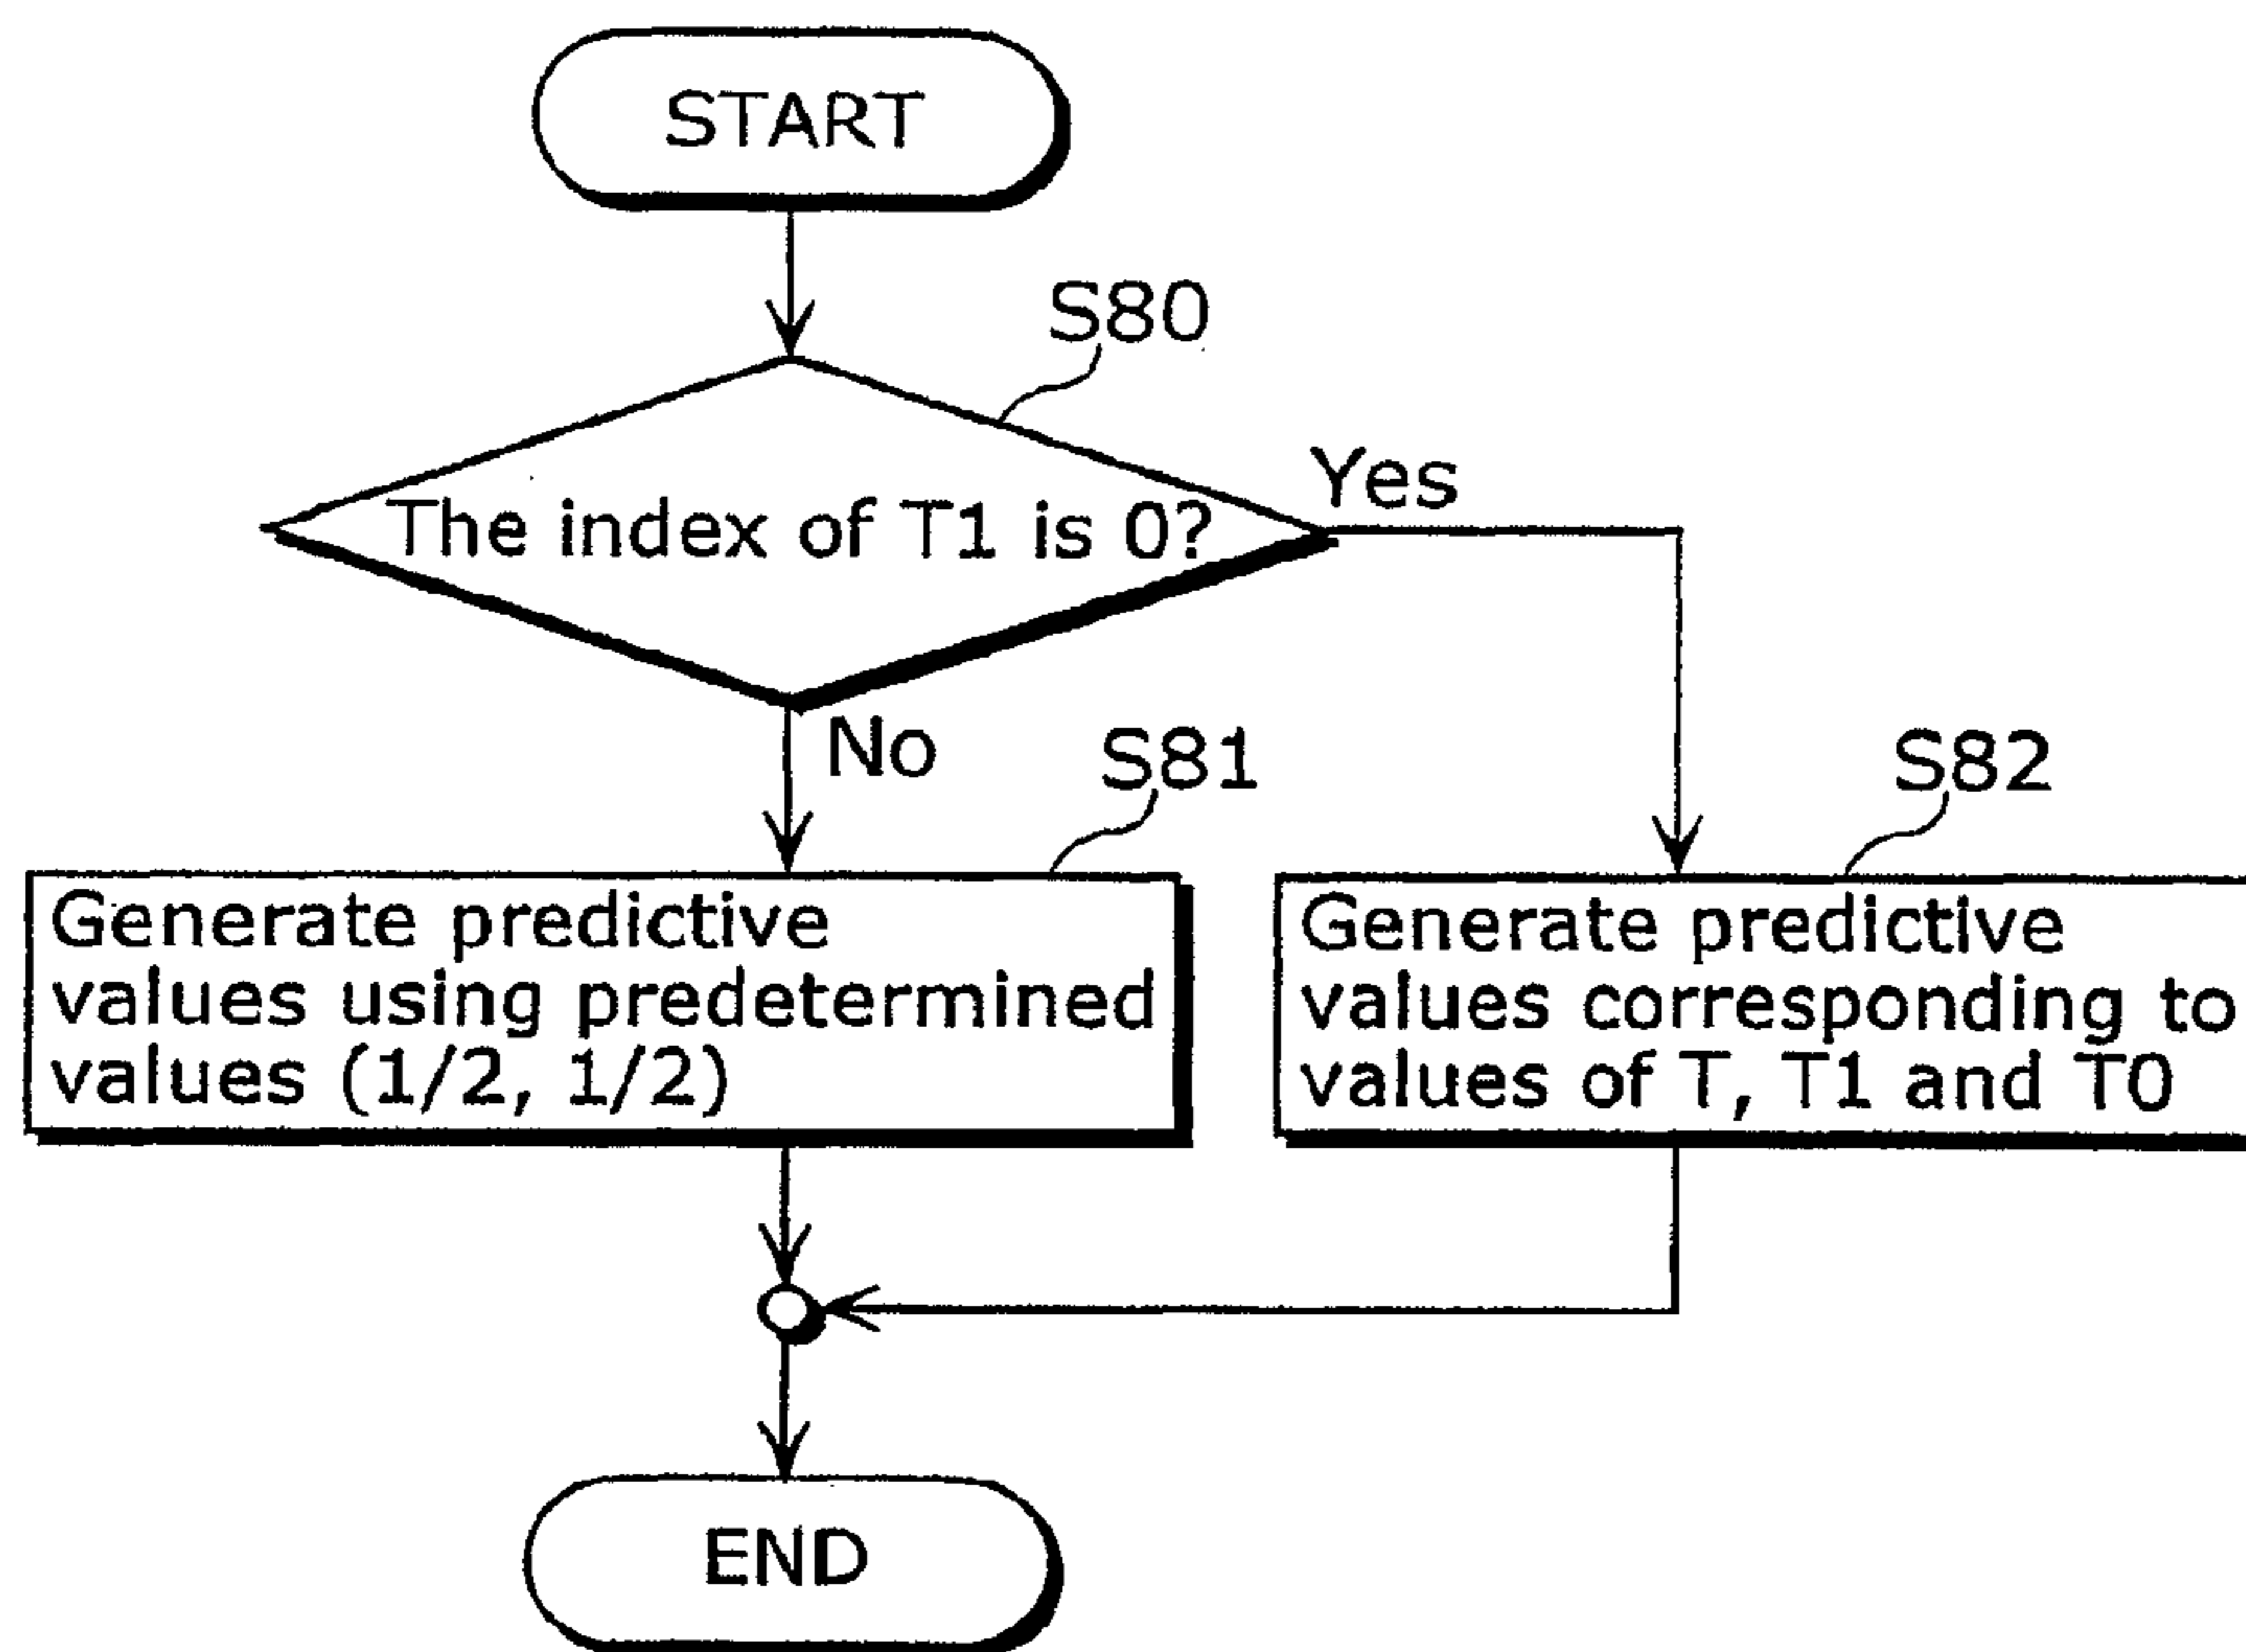 START
S80
The index of T1 is 0?
Yes
No
S81
S82
Generate predictive
values using predetermined
values (1/2, 1/2)
Generate predictive
values corresponding to
values of T, T1 and T0
END